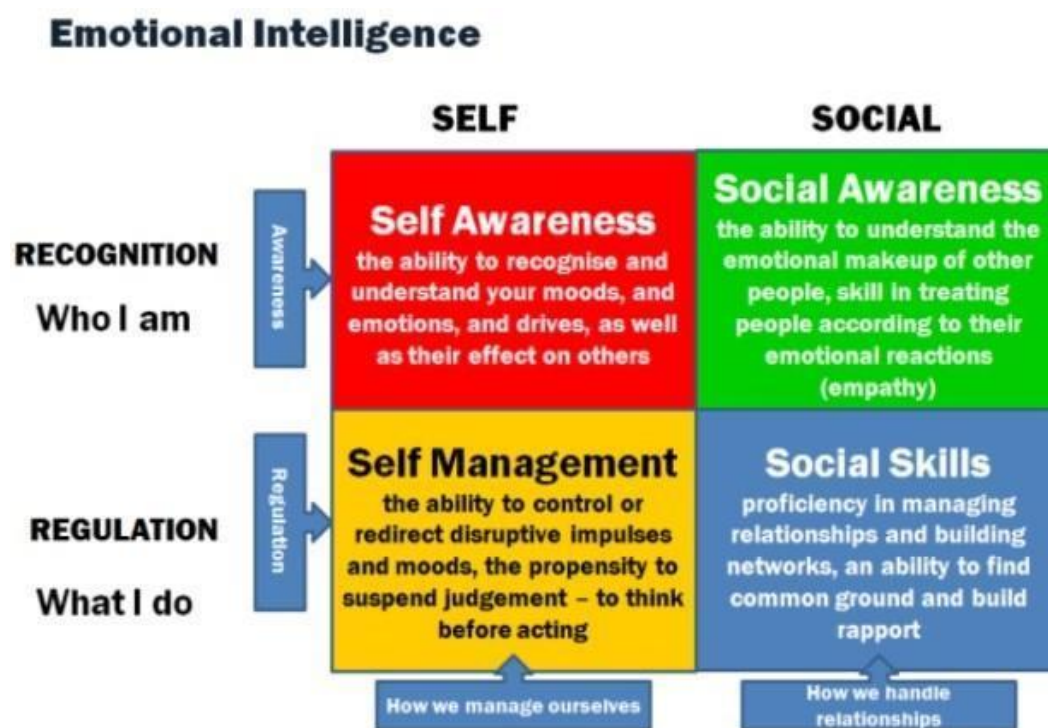 Emotional Intelligence
SELF
SOCIAL
RECOGNITION
Who I am
Awareness
Self Awareness
the ability to recognise and
understand your moods, and
emotions, and drives, as well
as their effect on others
Social Awareness
the ability to understand the
emotional makeup of other
people, skill in treating
people according to their
emotional reactions
(empathy)
REGULATION
What I do
Regulation
Self Management
the ability to control or
redirect disruptive impulses
and moods, the propensity to
suspend judgement – to think
before acting
Social Skills
proficiency in managing
relationships and building
networks, an ability to find
common ground and build
rapport
How we manage ourselves
How we handle
relationships